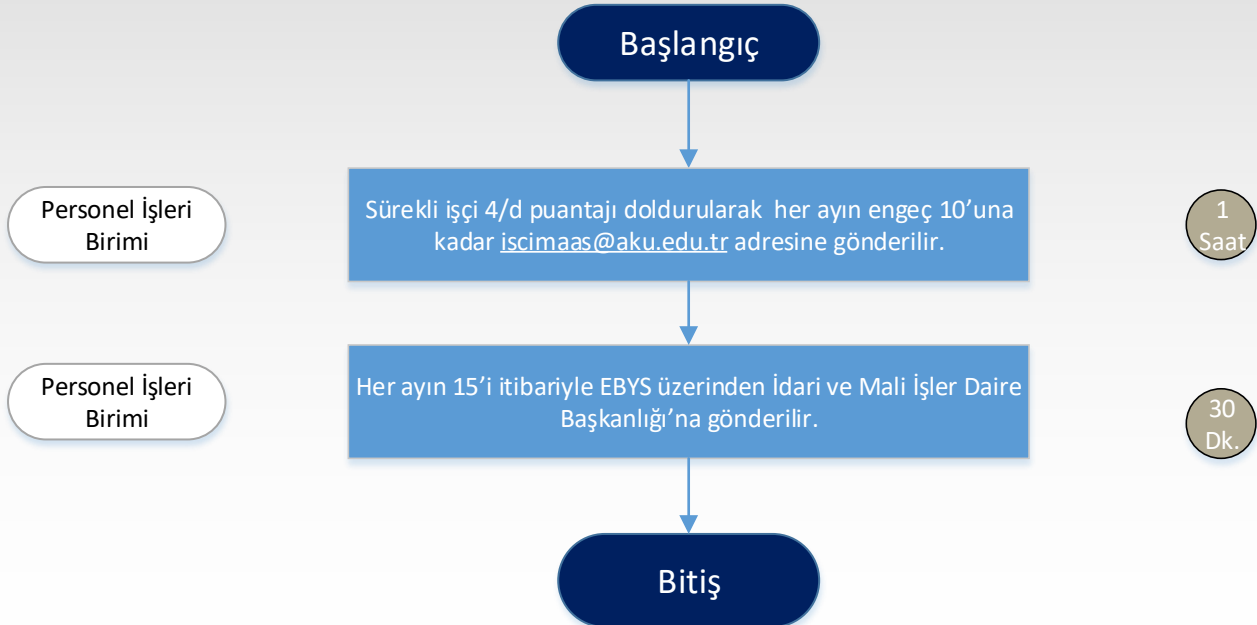 Başlangıç
Personel İşleri
Birimi
Sürekli işçi 4/d puantajı doldurularak  her ayın engeç 10’una
kadar iscimaas@aku.edu.tr adresine gönderilir.
1
Saat
Personel İşleri
Birimi
Her ayın 15’i itibariyle EBYS üzerinden İdari ve Mali İşler Daire
Başkanlığı’na gönderilir.
30
Dk.
Bitiş